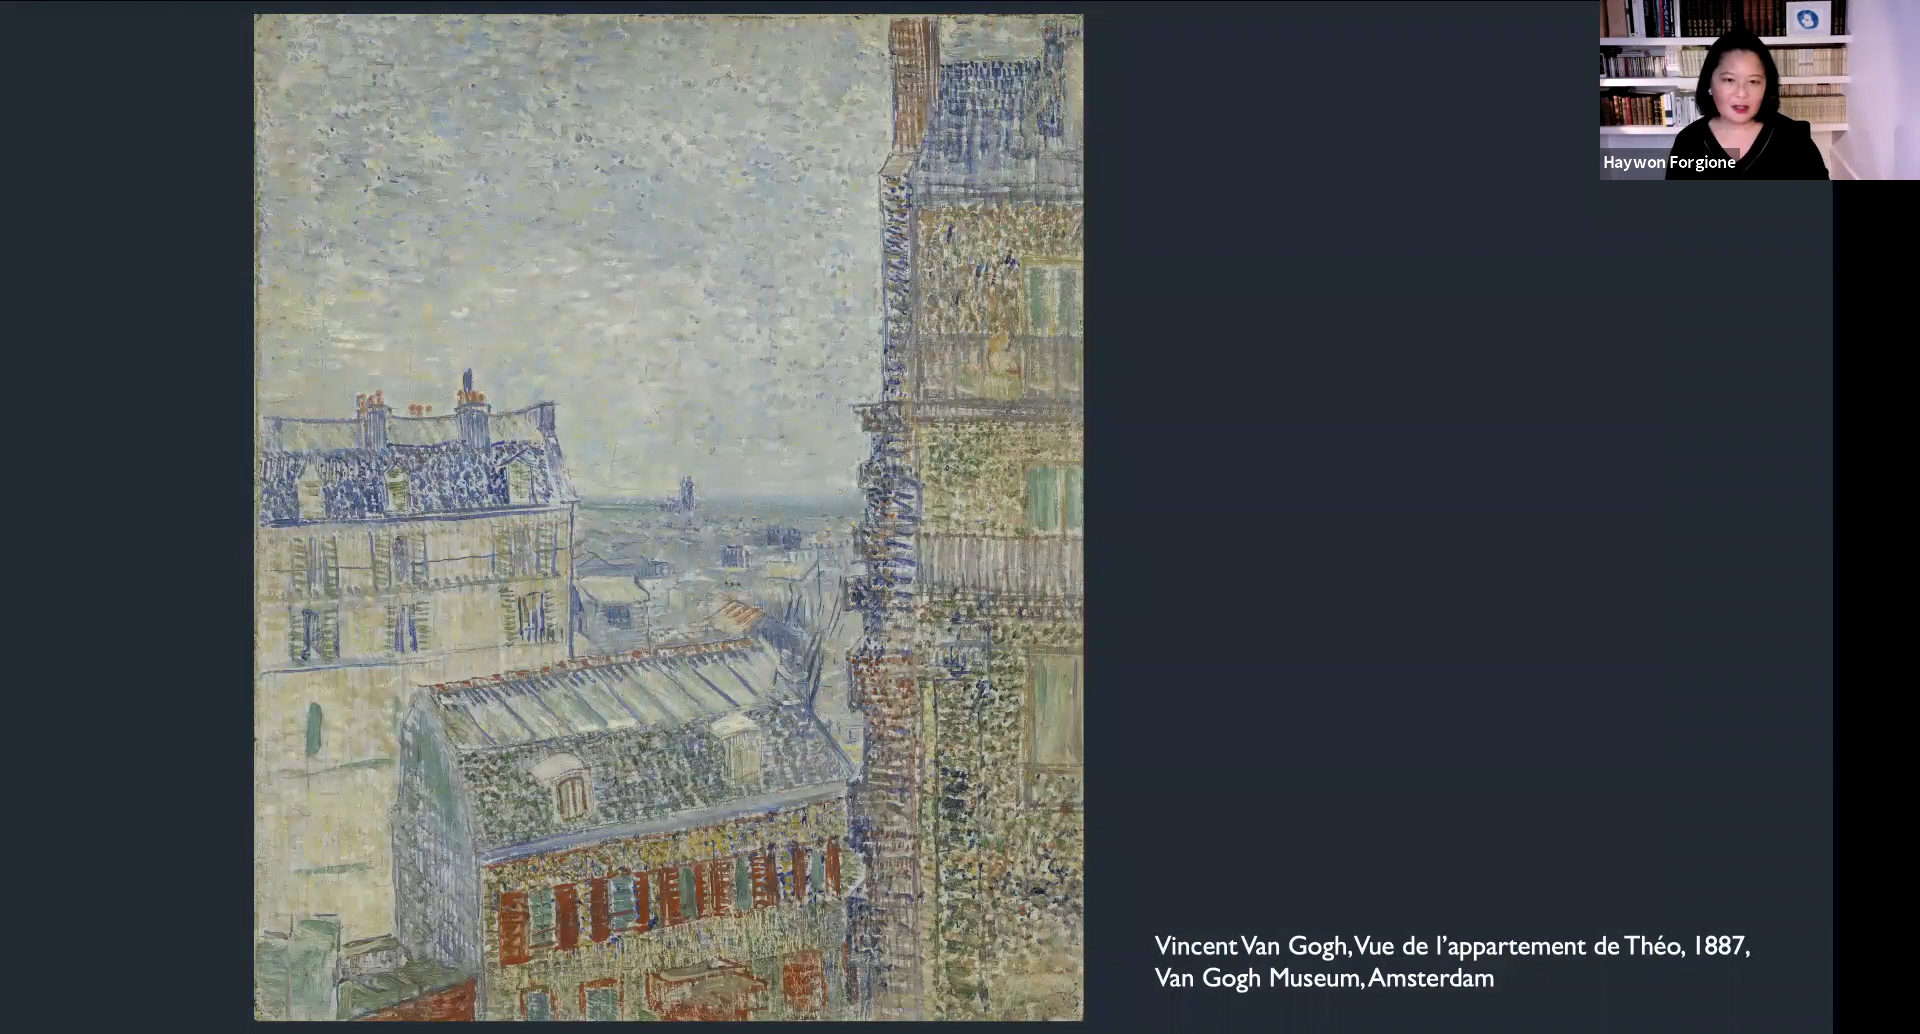 Haywon Forgione
Vincent Van Gogh, Vue de l'appartement de Théo, 1887,
Van Gogh Museum, Amsterdam